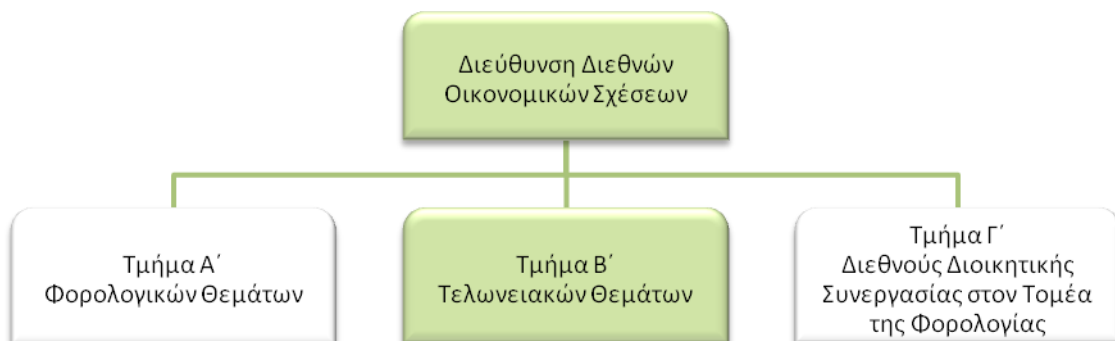 Διεύθυνση Διεθνών
Οικονομικών Σχέσεων
Τμήμα Α΄
Φορολογικών Θεμάτων
Τμήμα Β΄
Τελωνειακών Θεμάτων
Τμήμα Γ΄
Διεθνούς Διοικητικής
Συνεργασίας στον Τομέα
της Φορολογίας